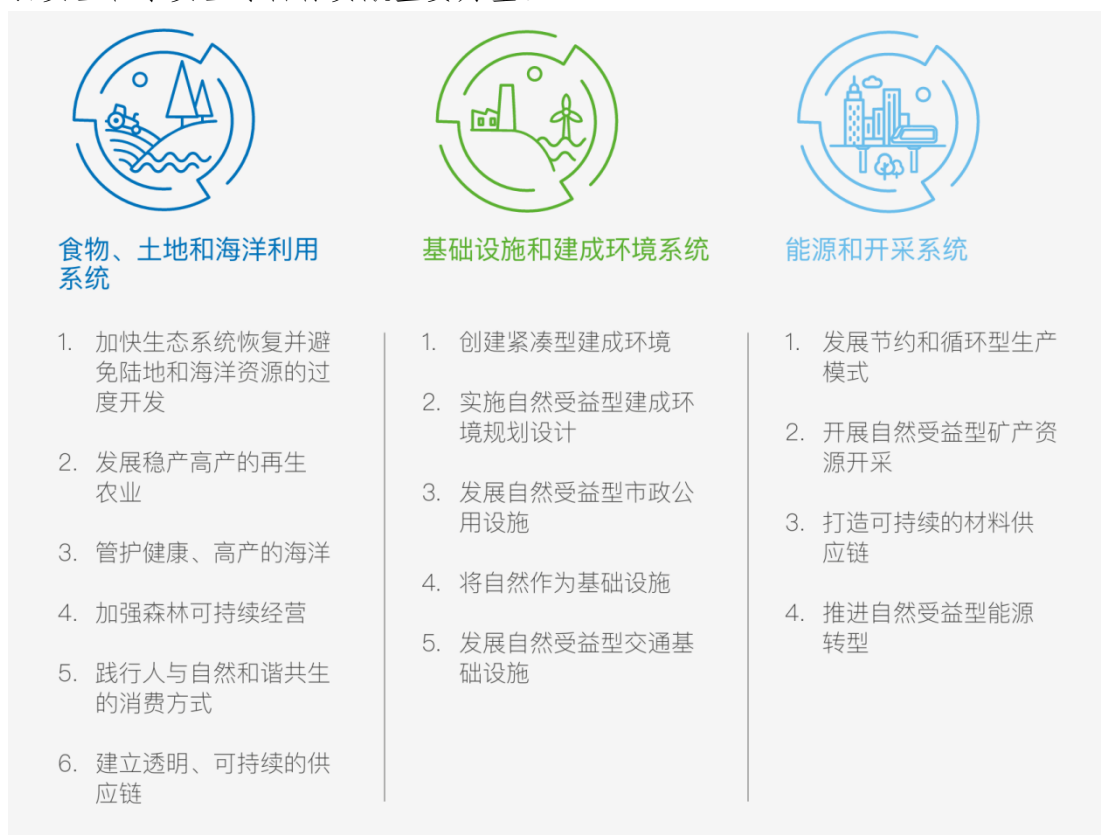 食物、土地和海洋利用
系统
1. 加快生态系统恢复并避
免陆地和海洋资源的过
度开发
2. 发展稳产高产的再生
农业
3. 管护健康、高产的海洋
4. 加强森林可持续经营
5. 践行人与自然和谐共生
的消费方式
6. 建立透明、可持续的供
应链
基础设施和建成环境系统
1. 创建紧凑型建成环境
2. 实施自然受益型建成环
境规划设计
3. 发展自然受益型市政公
用设施
4. 将自然作为基础设施
5. 发展自然受益型交通基
础设施
能源和开采系统
1. 发展节约和循环型生产
模式
2. 开展自然受益型矿产资
源开采
3. 打造可持续的材料供
应链
4. 推进自然受益型能源
转型